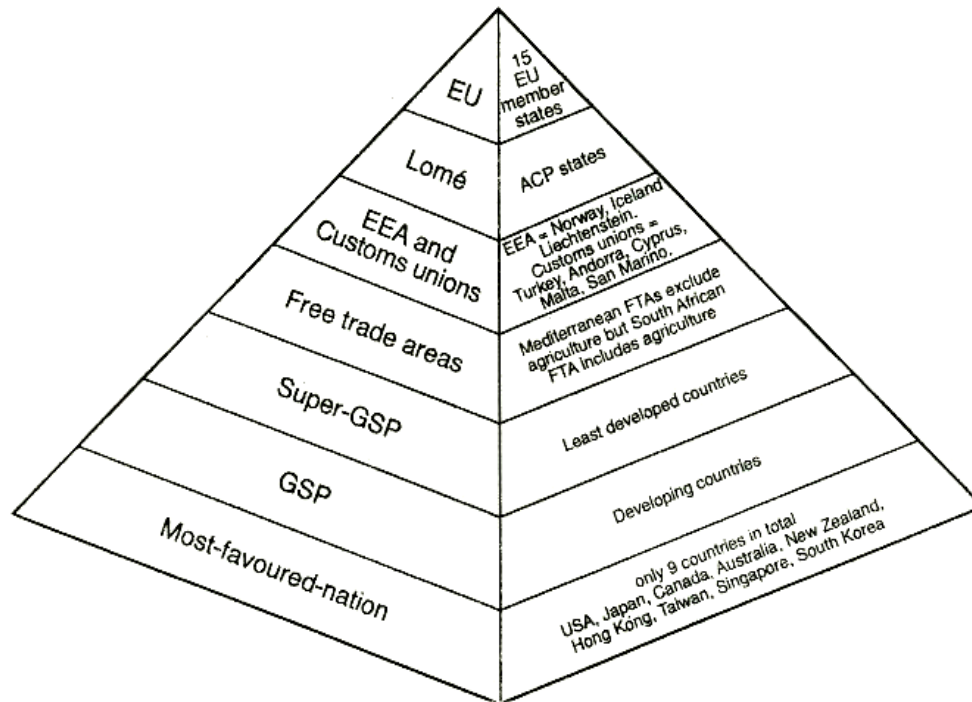 EU
15
EU
member
states
Lomé
ACP states
EEA and
Customs unions
EEA = Norway, Iceland
Liechtenstein.
Customs unions =
Turkey, Andorra, Cyprus,
Malta, San Marino.
Free trade areas
Mediterranean FTAs exclude
agriculture but South African
FTA includes agriculture
Super-GSP
Least developed countries
GSP
Developing countries
Most-favoured-nation
only 9 countries in total
USA, Japan, Canada, Australia, New Zealand,
Hong Kong, Taiwan, Singapore, South Korea